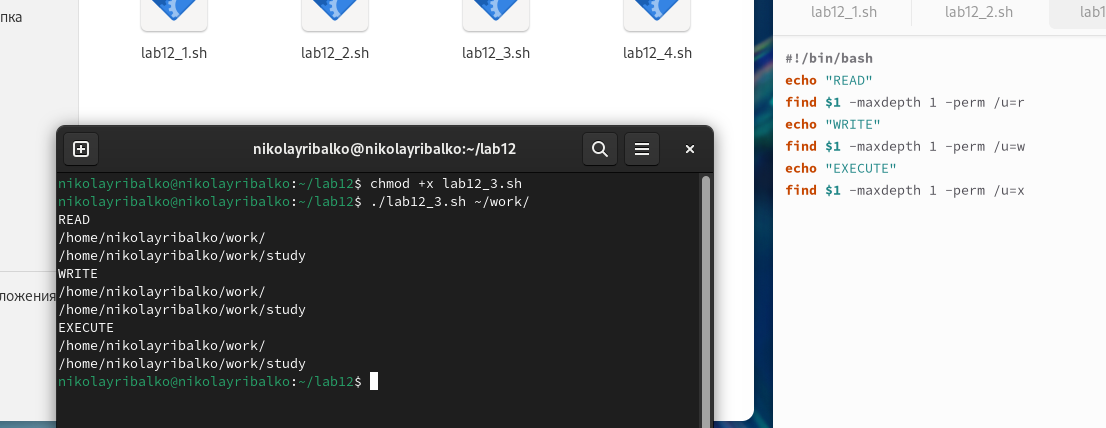 пка
lab12_1.sh
lab12_2.sh
lab12_3.sh
lab12_4.sh
ложения
nikolayribalko@nikolayribalko:~/lab12
nikolayribalko@nikolayribalko:~/lab12$ chmod +x lab12_3.sh
nikolayribalko@nikolayribalko:~/lab12$ ./lab12_3.sh ~/work/
READ
/home/nikolayribalko/work/
/home/nikolayribalko/work/study
WRITE
/home/nikolayribalko/work/
/home/nikolayribalko/work/study
EXECUTE
/home/nikolayribalko/work/
/home/nikolayribalko/work/study
nikolayribalko@nikolayribalko:~/lab12$
lab12_1.sh
lab12_2.sh
lab1
#!/bin/bash
echo "READ"
find $1 -maxdepth 1 -perm /u=r
echo "WRITE"
find $1 -maxdepth 1 -perm /u=w
echo "EXECUTE"
find $1 -maxdepth 1 -perm /u=x